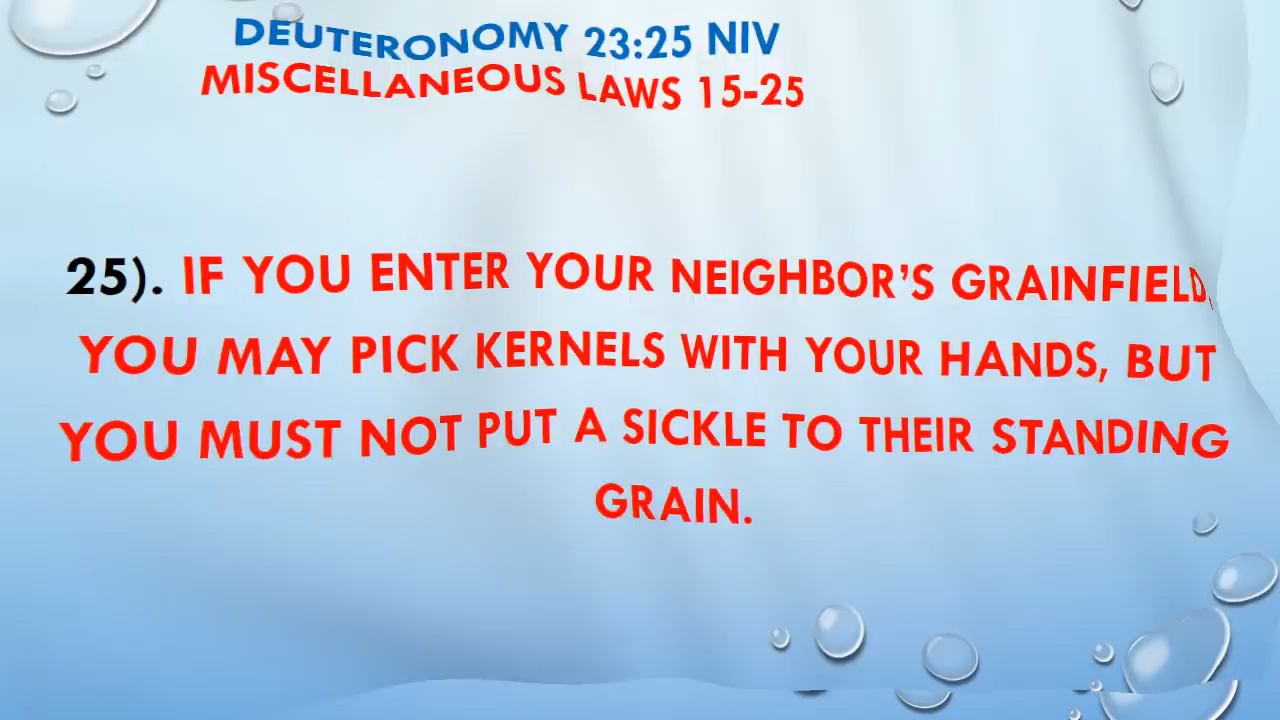 DEUTERONOMY 23:25 NIV
MISCELLANEOUS LAWS 15-25
25). IF YOU ENTER YOUR NEIGHBOR’S GRAINFIELD,
YOU MAY PICK KERNELS WITH YOUR HANDS, BUT
YOU MUST NOT PUT A SICKLE TO THEIR STANDING
GRAIN.